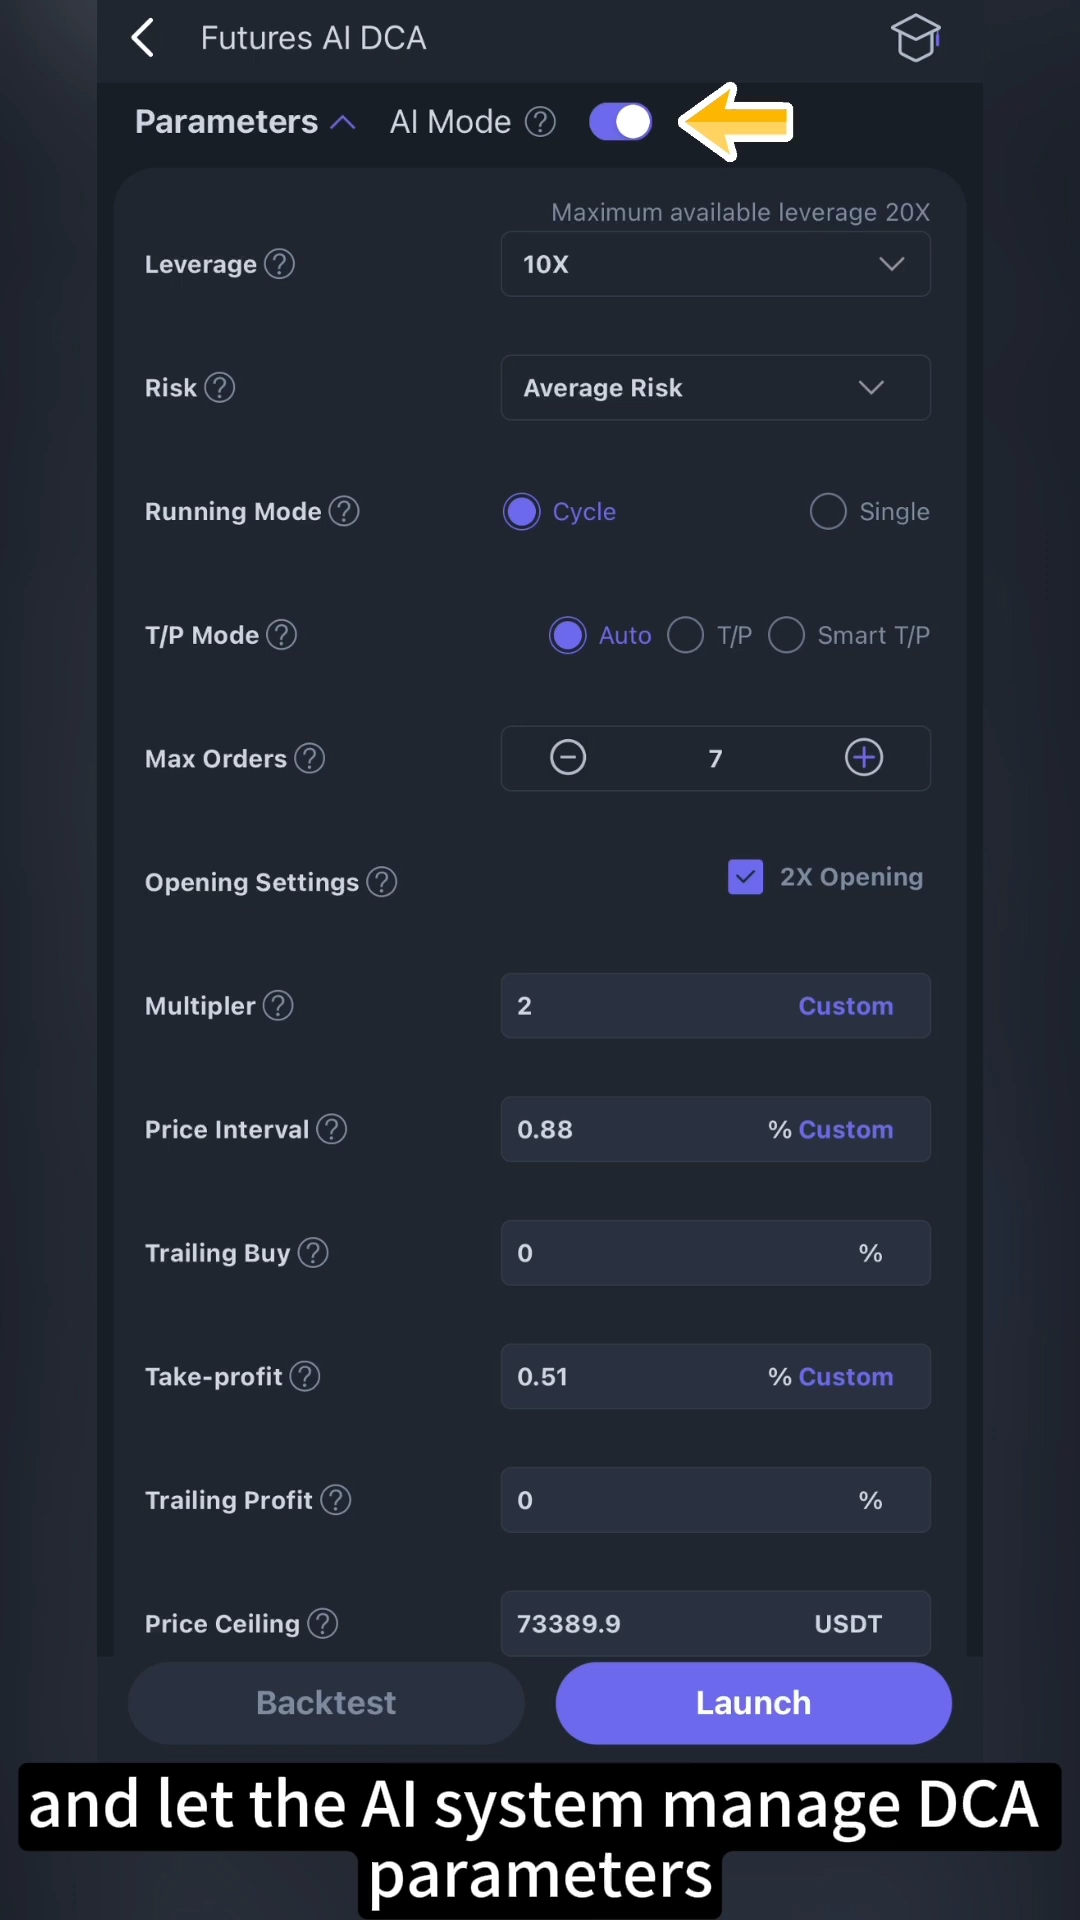 Futures AI DCA
Parameters AI Mode ?
Maximum available leverage 20X
Leverage ? 10X
Risk ? Average Risk
Running Mode ? Cycle Single
T/P Mode ? Auto T/P Smart T/P
Max Orders ? 7
Opening Settings ? 2X Opening
Multipler ? 2 Custom
Price Interval ? 0.88 % Custom
Trailing Buy ? 0 %
Take-profit ? 0.51 % Custom
Trailing Profit ? 0 %
Price Ceiling ? 73389.9 USDT
Backtest Launch
and let the AI system manage DCA
parameters